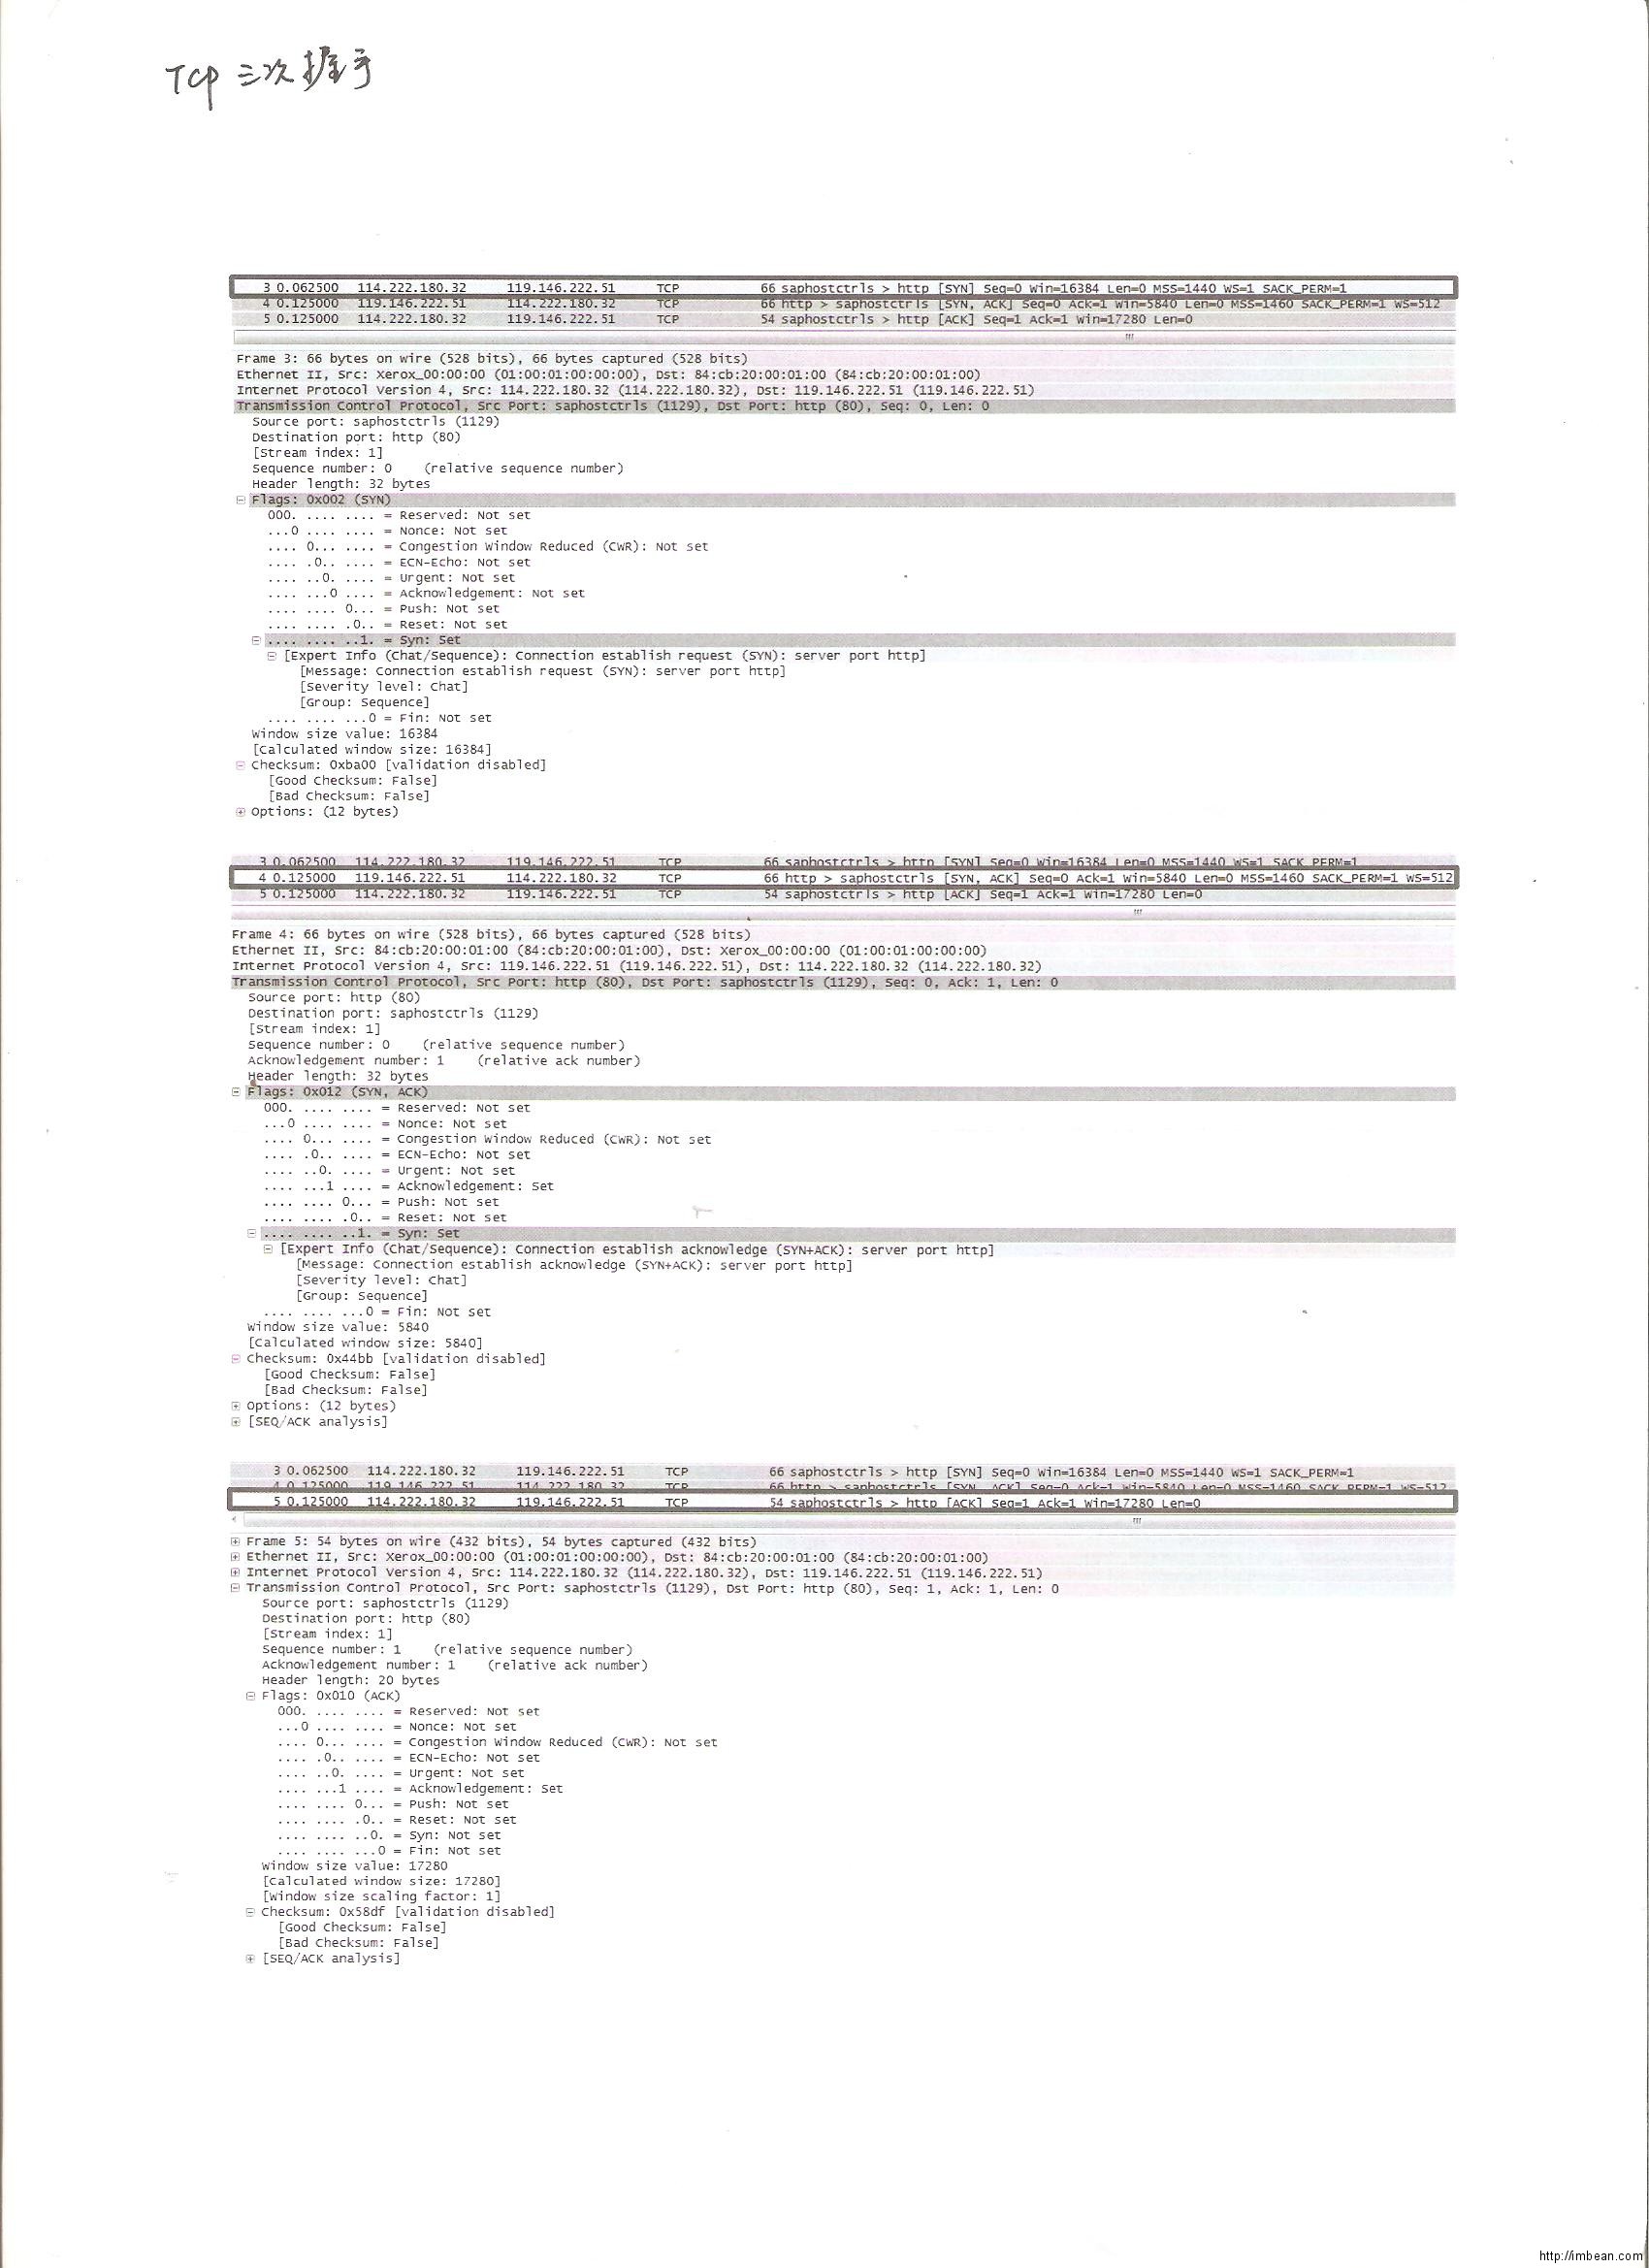 TCP 三次握手
3 0.062500 114.222.180.32 119.146.222.51 TCP 66 saphostctrls > http [SYN] Seq=0 Win=16384 Len=0 MSS=1440 WS=1 SACK_PERM=1
4 0.125000 119.146.222.51 114.222.180.32 TCP 66 http > saphostctrls [SYN, ACK] Seq=0 Ack=1 Win=5840 Len=0 MSS=1460 SACK_PERM=1 WS=512
5 0.125000 114.222.180.32 119.146.222.51 TCP 54 saphostctrls > http [ACK] Seq=1 Ack=1 Win=17280 Len=0
Frame 3: 66 bytes on wire (528 bits), 66 bytes captured (528 bits)
Ethernet II, Src: Xerox_00:00:00 (01:00:01:00:00:00), Dst: 84:cb:20:00:01:00 (84:cb:20:00:01:00)
Internet Protocol Version 4, Src: 114.222.180.32 (114.222.180.32), Dst: 119.146.222.51 (119.146.222.51)
Transmission Control Protocol, Src Port: saphostctrls (1129), Dst Port: http (80), Seq: 0, Len: 0
Source port: saphostctrls (1129)
Destination port: http (80)
[Stream index: 1]
Sequence number: 0 (relative sequence number)
Header length: 32 bytes
Flags: 0x002 (SYN)
000. .... .... = Reserved: Not set
...0 .... .... = Nonce: Not set
.... 0... .... = Congestion Window Reduced (CWR): Not set
.... .0.. .... = ECN-Echo: Not set
.... ..0. .... = Urgent: Not set
.... ...0 .... = Acknowledgement: Not set
.... .... 0... = Push: Not set
.... .... .0.. = Reset: Not set
.... .... ..1. = Syn: Set
[Expert Info (Chat/Sequence): Connection establish request (SYN): server port http]
[Message: Connection establish request (SYN): server port http]
[Severity level: Chat]
[Group: Sequence]
.... .... ...0 = Fin: Not set
Window size value: 16384
[Calculated window size: 16384]
Checksum: 0xba00 [validation disabled]
[Good Checksum: False]
[Bad Checksum: False]
Options: (12 bytes)
3 0.062500 114.222.180.32 119.146.222.51 TCP 66 saphostctrls > http [SYN] Seq=0 Win=16384 Len=0 MSS=1440 WS=1 SACK_PERM=1
4 0.125000 119.146.222.51 114.222.180.32 TCP 66 http > saphostctrls [SYN, ACK] Seq=0 Ack=1 Win=5840 Len=0 MSS=1460 SACK_PERM=1 WS=512
5 0.125000 114.222.180.32 119.146.222.51 TCP 54 saphostctrls > http [ACK] Seq=1 Ack=1 Win=17280 Len=0
Frame 4: 66 bytes on wire (528 bits), 66 bytes captured (528 bits)
Ethernet II, Src: 84:cb:20:00:01:00 (84:cb:20:00:01:00), Dst: Xerox_00:00:00 (01:00:01:00:00:00)
Internet Protocol Version 4, Src: 119.146.222.51 (119.146.222.51), Dst: 114.222.180.32 (114.222.180.32)
Transmission Control Protocol, Src Port: http (80), Dst Port: saphostctrls (1129), Seq: 0, Ack: 1, Len: 0
Source port: http (80)
Destination port: saphostctrls (1129)
[Stream index: 1]
Sequence number: 0 (relative sequence number)
Acknowledgement number: 1 (relative ack number)
Header length: 32 bytes
Flags: 0x012 (SYN, ACK)
000. .... .... = Reserved: Not set
...0 .... .... = Nonce: Not set
.... 0... .... = Congestion Window Reduced (CWR): Not set
.... .0.. .... = ECN-Echo: Not set
.... ..0. .... = Urgent: Not set
.... ...1 .... = Acknowledgement: Set
.... .... 0... = Push: Not set
.... .... .0.. = Reset: Not set
.... .... ..1. = Syn: Set
[Expert Info (Chat/Sequence): Connection establish acknowledge (SYN+ACK): server port http]
[Message: Connection establish acknowledge (SYN+ACK): server port http]
[Severity level: Chat]
[Group: Sequence]
.... .... ...0 = Fin: Not set
Window size value: 5840
[Calculated window size: 5840]
Checksum: 0x44bb [validation disabled]
[Good Checksum: False]
[Bad Checksum: False]
Options: (12 bytes)
[SEQ/ACK analysis]
3 0.062500 114.222.180.32 119.146.222.51 TCP 66 saphostctrls > http [SYN] Seq=0 Win=16384 Len=0 MSS=1440 WS=1 SACK_PERM=1
4 0.125000 119.146.222.51 114.222.180.32 TCP 66 http > saphostctrls [SYN, ACK] Seq=0 Ack=1 Win=5840 Len=0 MSS=1460 SACK_PERM=1 WS=512
5 0.125000 114.222.180.32 119.146.222.51 TCP 54 saphostctrls > http [ACK] Seq=1 Ack=1 Win=17280 Len=0
Frame 5: 54 bytes on wire (432 bits), 54 bytes captured (432 bits)
Ethernet II, Src: Xerox_00:00:00 (01:00:01:00:00:00), Dst: 84:cb:20:00:01:00 (84:cb:20:00:01:00)
Internet Protocol Version 4, Src: 114.222.180.32 (114.222.180.32), Dst: 119.146.222.51 (119.146.222.51)
Transmission Control Protocol, Src Port: saphostctrls (1129), Dst Port: http (80), Seq: 1, Ack: 1, Len: 0
Source port: saphostctrls (1129)
Destination port: http (80)
[Stream index: 1]
Sequence number: 1 (relative sequence number)
Acknowledgement number: 1 (relative ack number)
Header length: 20 bytes
Flags: 0x010 (ACK)
000. .... .... = Reserved: Not set
...0 .... .... = Nonce: Not set
.... 0... .... = Congestion Window Reduced (CWR): Not set
.... .0.. .... = ECN-Echo: Not set
.... ..0. .... = Urgent: Not set
.... ...1 .... = Acknowledgement: Set
.... .... 0... = Push: Not set
.... .... .0.. = Reset: Not set
.... .... ..0. = Syn: Not set
.... .... ...0 = Fin: Not set
Window size value: 17280
[Calculated window size: 17280]
[Window size scaling factor: 1]
Checksum: 0x58df [validation disabled]
[Good Checksum: False]
[Bad Checksum: False]
[SEQ/ACK analysis]
http://imbean.com